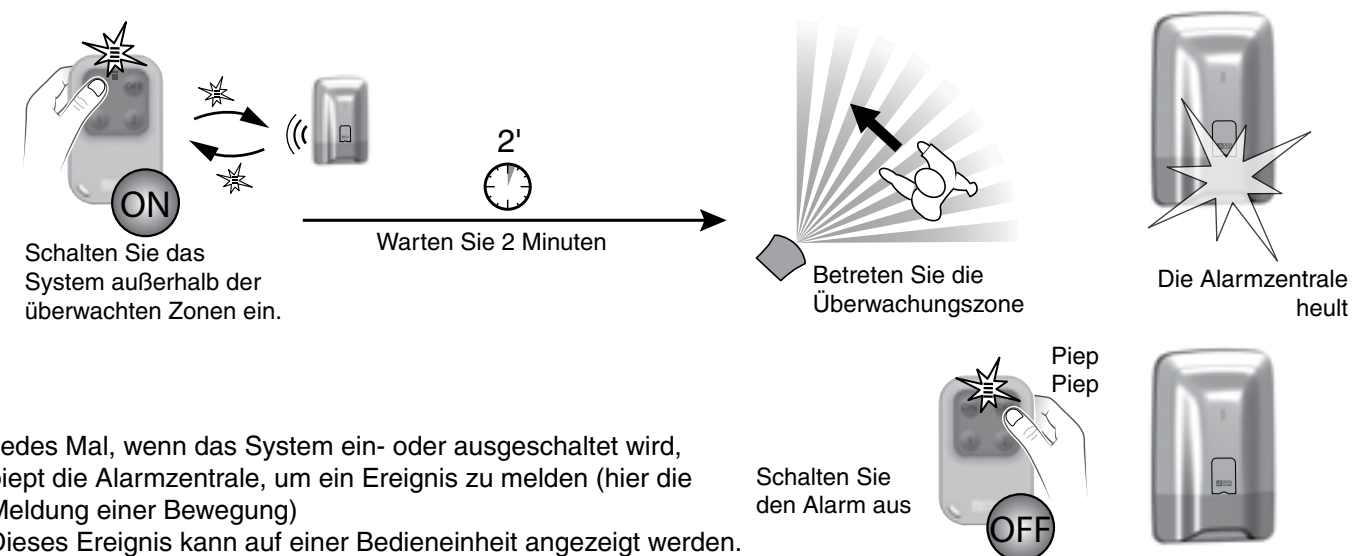 ON
Schalten Sie das
System außerhalb der
überwachten Zonen ein.
2'
Warten Sie 2 Minuten
Betreten Sie die
Überwachungszone
Die Alarmzentrale
heult
Piep
Piep
edes Mal, wenn das System ein- oder ausgeschaltet wird,
piept die Alarmzentrale, um ein Ereignis zu melden (hier die
Meldung einer Bewegung)
Dieses Ereignis kann auf einer Bedieneinheit angezeigt werden.
Schalten Sie
den Alarm aus
OFF